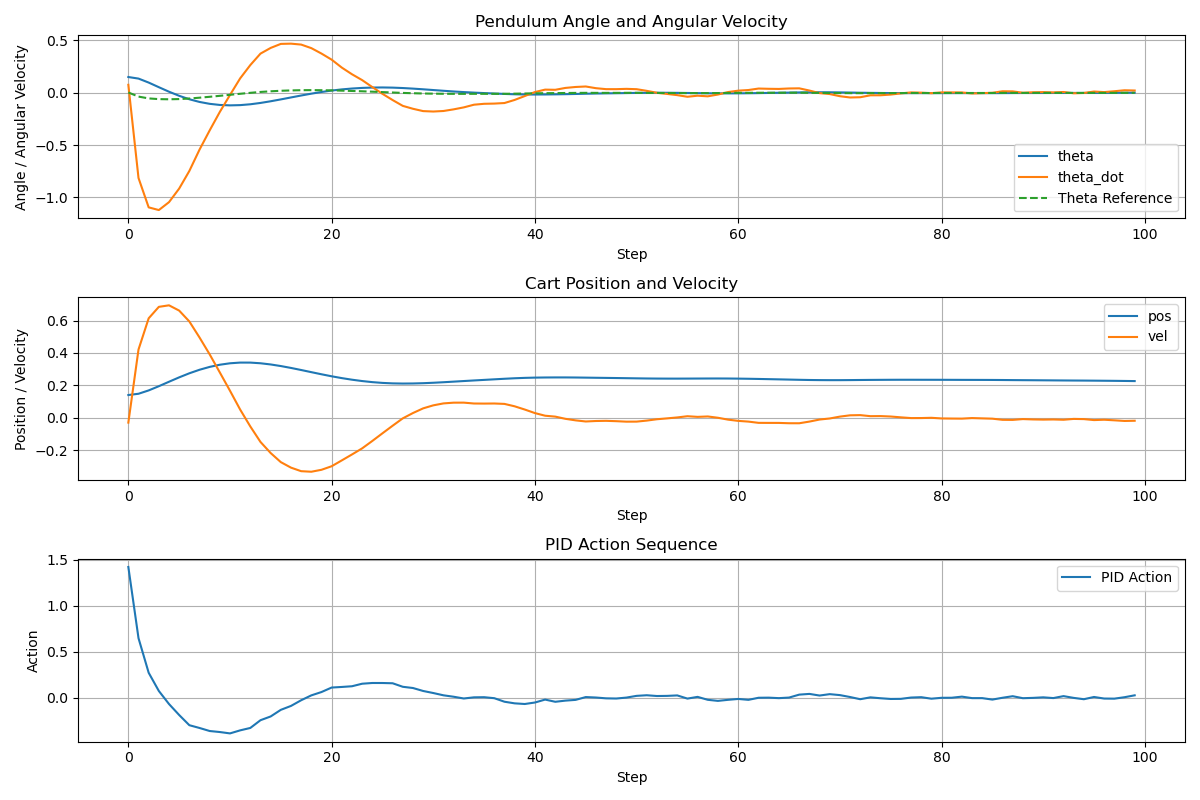 Pendulum Angle and Angular Velocity
Angle / Angular Velocity
0.5
0.0
−0.5
−1.0
theta
theta_dot
Theta Reference
0 20 40 60 80 100
Step
Cart Position and Velocity
Position / Velocity
0.6
0.4
0.2
0.0
−0.2
pos
vel
0 20 40 60 80 100
Step
PID Action Sequence
Action
1.5
1.0
0.5
0.0
PID Action
0 20 40 60 80 100
Step